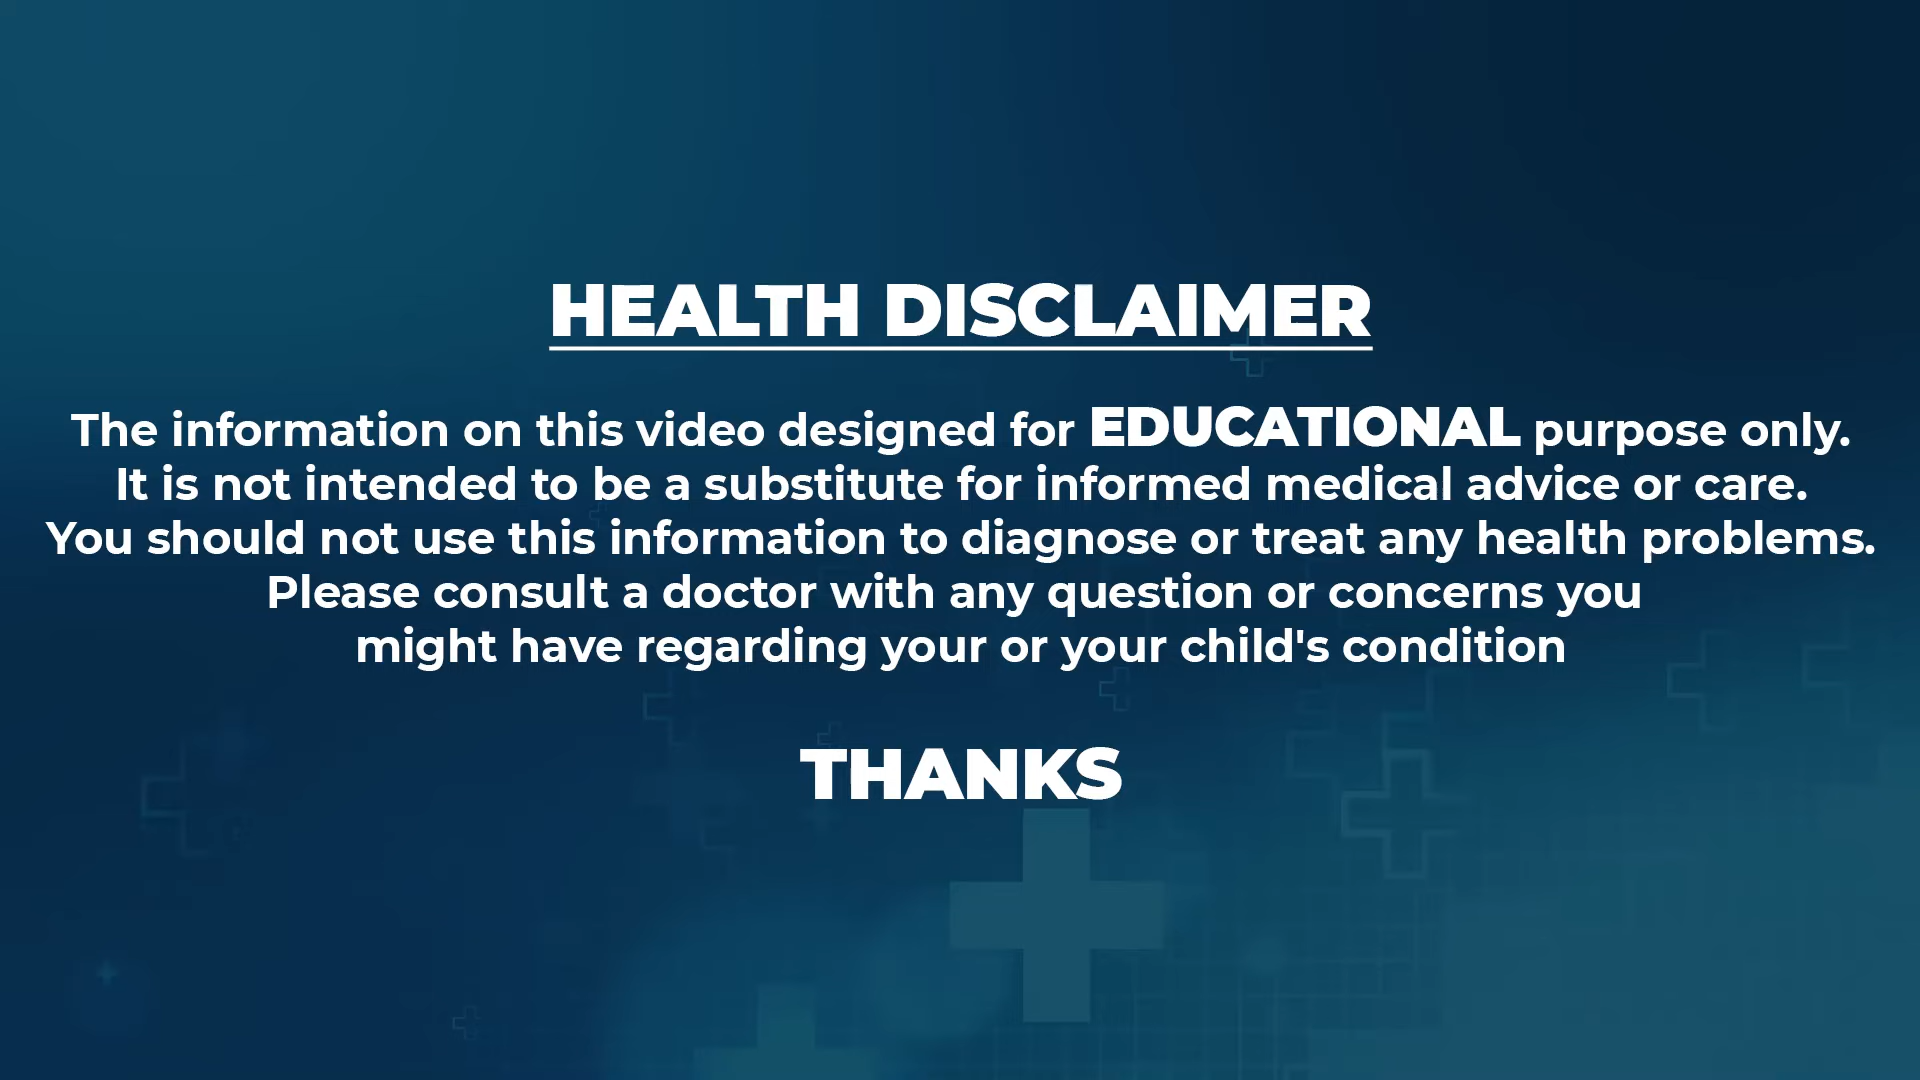 HEALTH DISCLAIMER
The information on this video designed for EDUCATIONAL purpose only.
It is not intended to be a substitute for informed medical advice or care.
You should not use this information to diagnose or treat any health problems.
Please consult a doctor with any question or concerns you
might have regarding your or your child's condition
THANKS